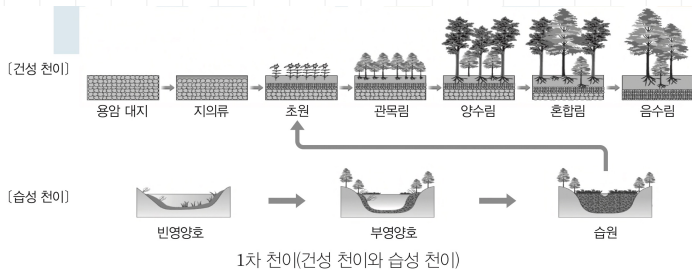 [건성 천이]
용암 대지 지의류 초원 관목림 양수림 혼합림 음수림
[습성 천이]
빈영양호 부영양호 습원
1차 천이(건성 천이와 습성 천이)